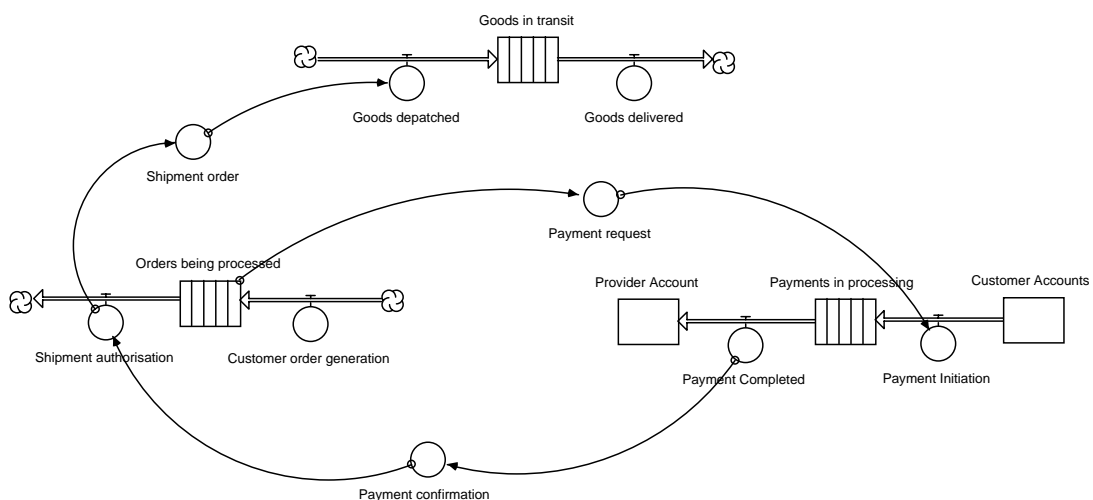 Goods in transit
Goods depatched
Goods delivered
Shipment order
Payment request
Orders being processed
Provider Account
Payments in processing
Customer Accounts
Shipment authorisation
Customer order generation
Payment Completed
Payment Initiation
Payment confirmation